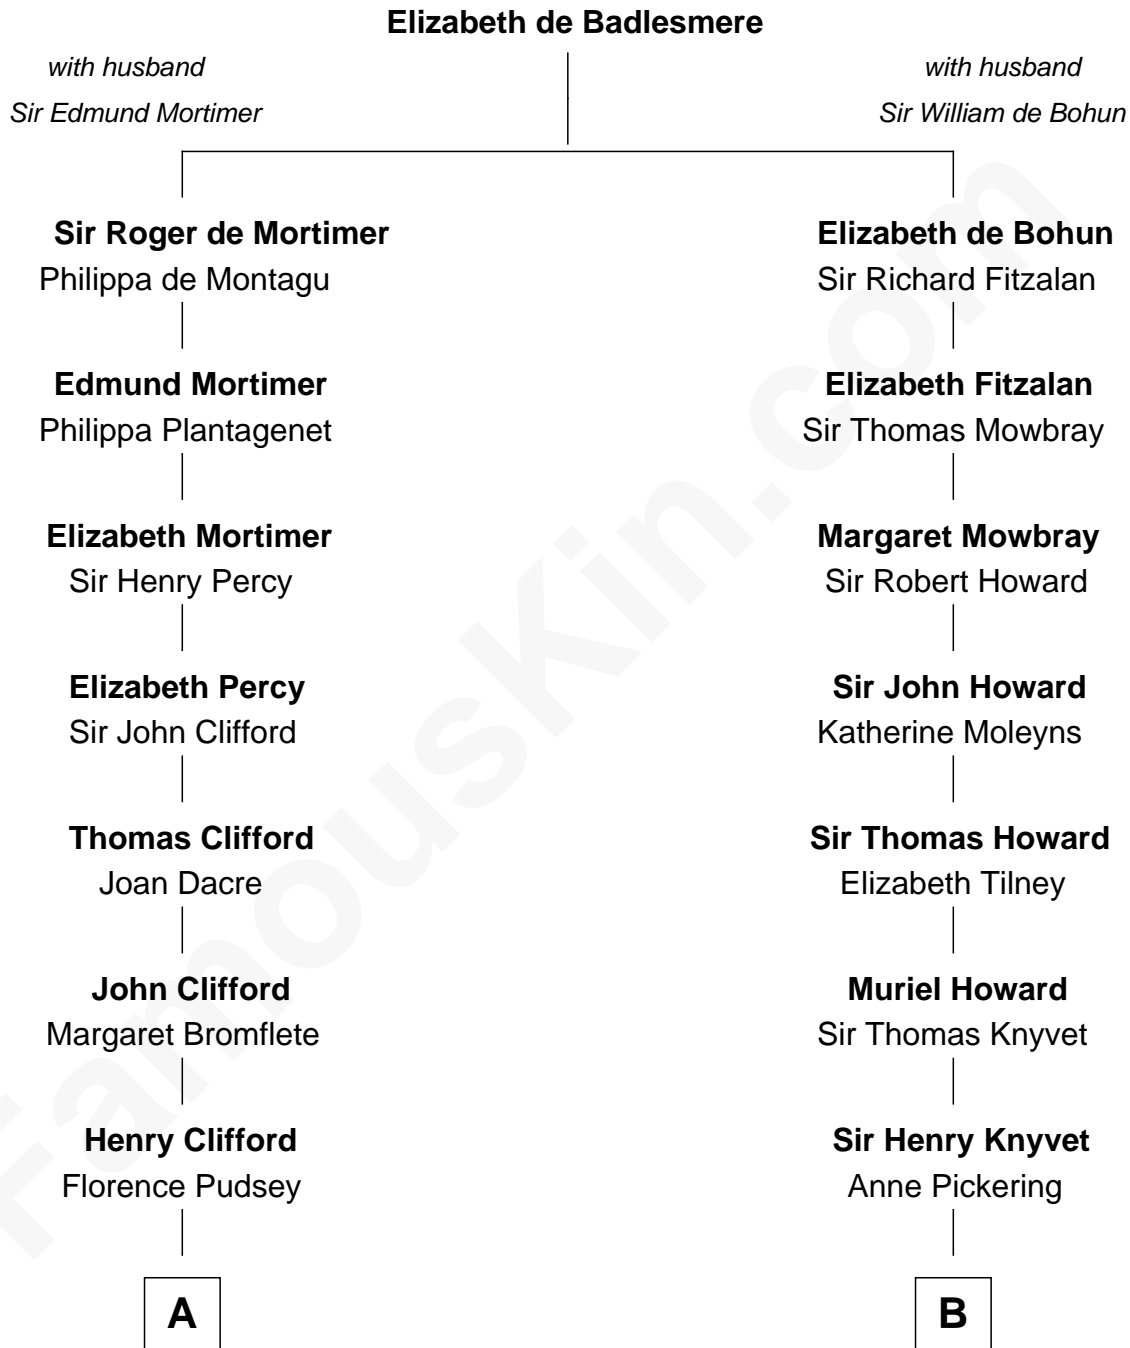 Elizabeth de Badlesmere
with husband
Sir Edmund Mortimer
with husband
Sir William de Bohun
Sir Roger de Mortimer
Philippa de Montagu
Elizabeth de Bohun
Sir Richard Fitzalan
Edmund Mortimer
Philippa Plantagenet
Elizabeth Fitzalan
Sir Thomas Mowbray
Elizabeth Mortimer
Sir Henry Percy
Margaret Mowbray
Sir Robert Howard
Elizabeth Percy
Sir John Clifford
Sir John Howard
Katherine Moleyns
Thomas Clifford
Joan Dacre
Sir Thomas Howard
Elizabeth Tilney
John Clifford
Margaret Bromflete
Muriel Howard
Sir Thomas Knyvet
Henry Clifford
Florence Pudsey
Sir Henry Knyvet
Anne Pickering
A
B
FamousKin.com